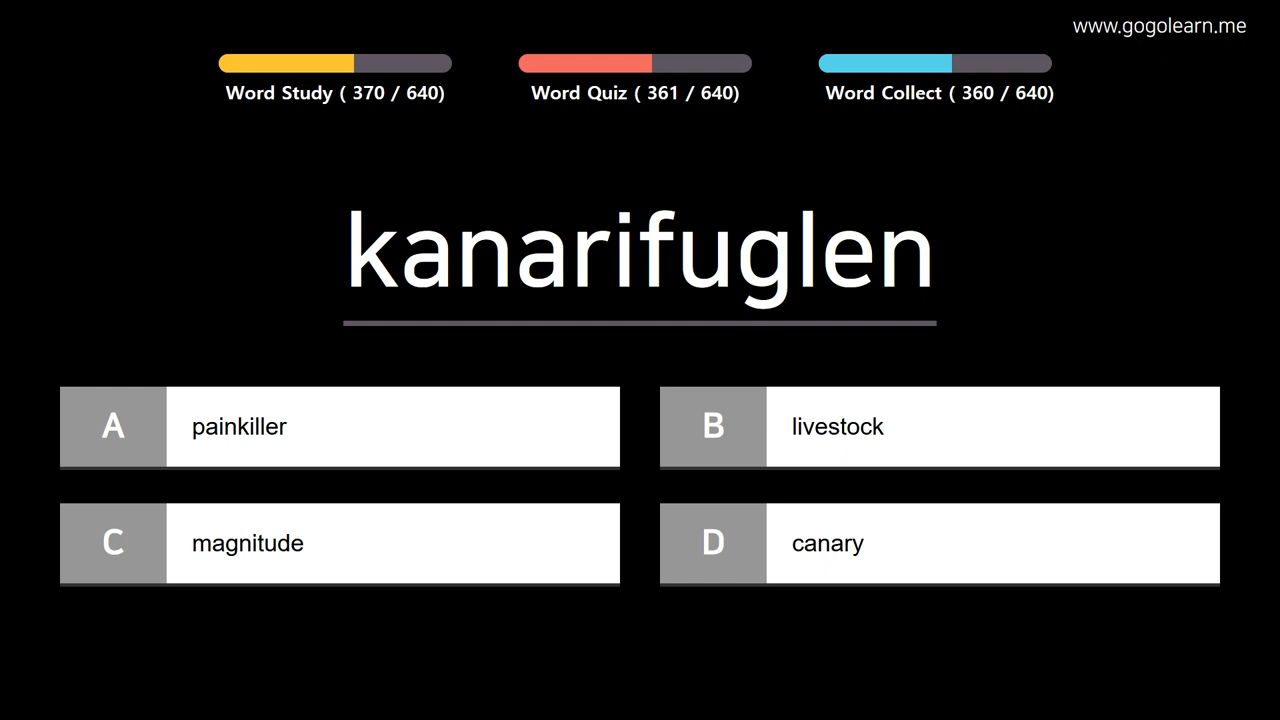 www.gogolearn.me
Word Study ( 370 / 640)
Word Quiz ( 361 / 640)
Word Collect ( 360 / 640)
kanarifuglen
A painkiller
B livestock
C magnitude
D canary